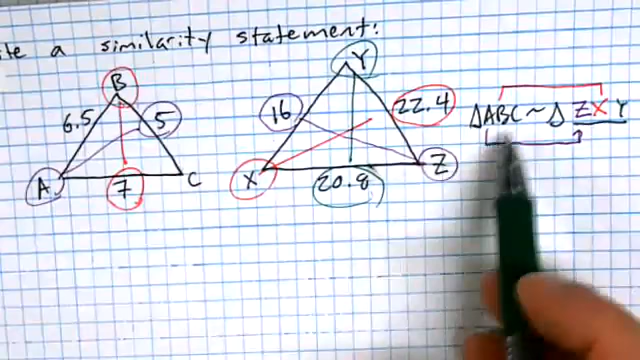 ite a similarity statement:
B
Y
6.5
5
16
22.4
ΔABC ~ Δ ZXY
A
7
C
X
20.8
Z